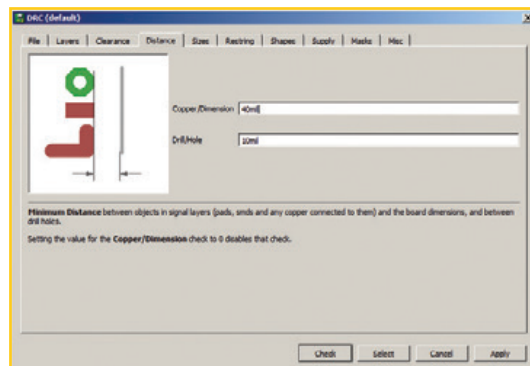 DRC (default)
File Layers Clearance Distance Sizes Restring Shapes Supply Masks Misc
Copper/Dimension 40mil
Drill/Hole 10mil
Minimum Distance between objects in signal layers (pads, smds and any copper connected to them) and the board dimensions, and between
drill holes.
Setting the value for the Copper/Dimension check to 0 disables that check.
Check Select Cancel Apply